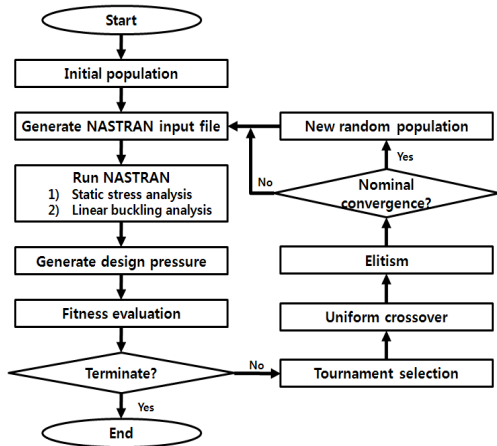 Start
Initial population
Generate NASTRAN input file
Run NASTRAN
1) Static stress analysis
2) Linear buckling analysis
Generate design pressure
Fitness evaluation
Terminate?
Yes
End
No
Tournament selection
Uniform crossover
Elitism
Nominal
convergence?
No
Yes
New random population